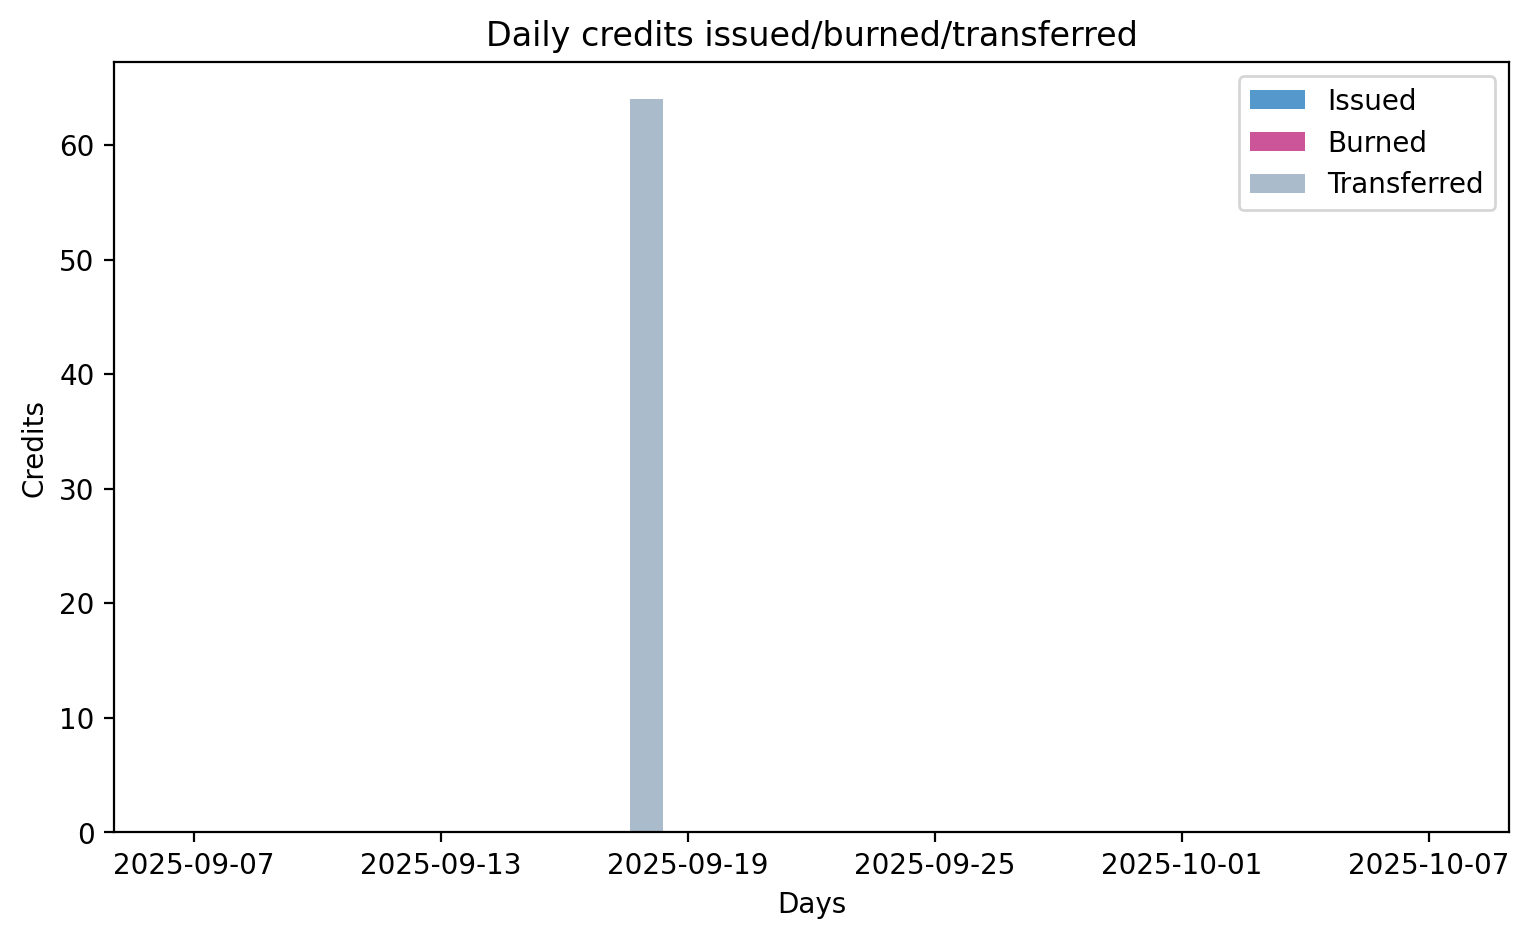 Daily credits issued/burned/transferred
Issued
Burned
Transferred
60
50
40
30
20
10
0
Credits
2025-09-07 2025-09-13 2025-09-19 2025-09-25 2025-10-01 2025-10-07
Days